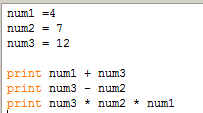 num1 =4
num2 = 7
num3 = 12
print num1 + num3
print num3 - num2
print num3 * num2 * num1